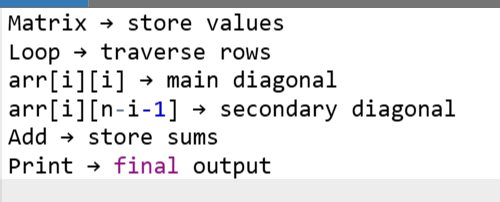 Matrix → store values
Loop → traverse rows
arr[i][i] → main diagonal
arr[i][n-i-1] → secondary diagonal
Add → store sums
Print → final output